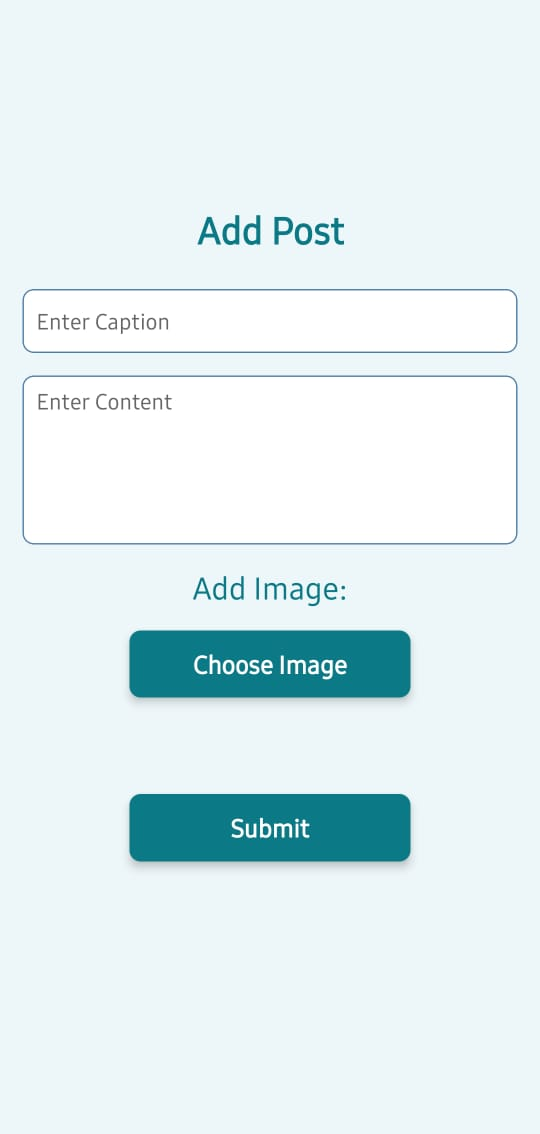 Add Post
Enter Caption
Enter Content
Add Image:
Choose Image
Submit